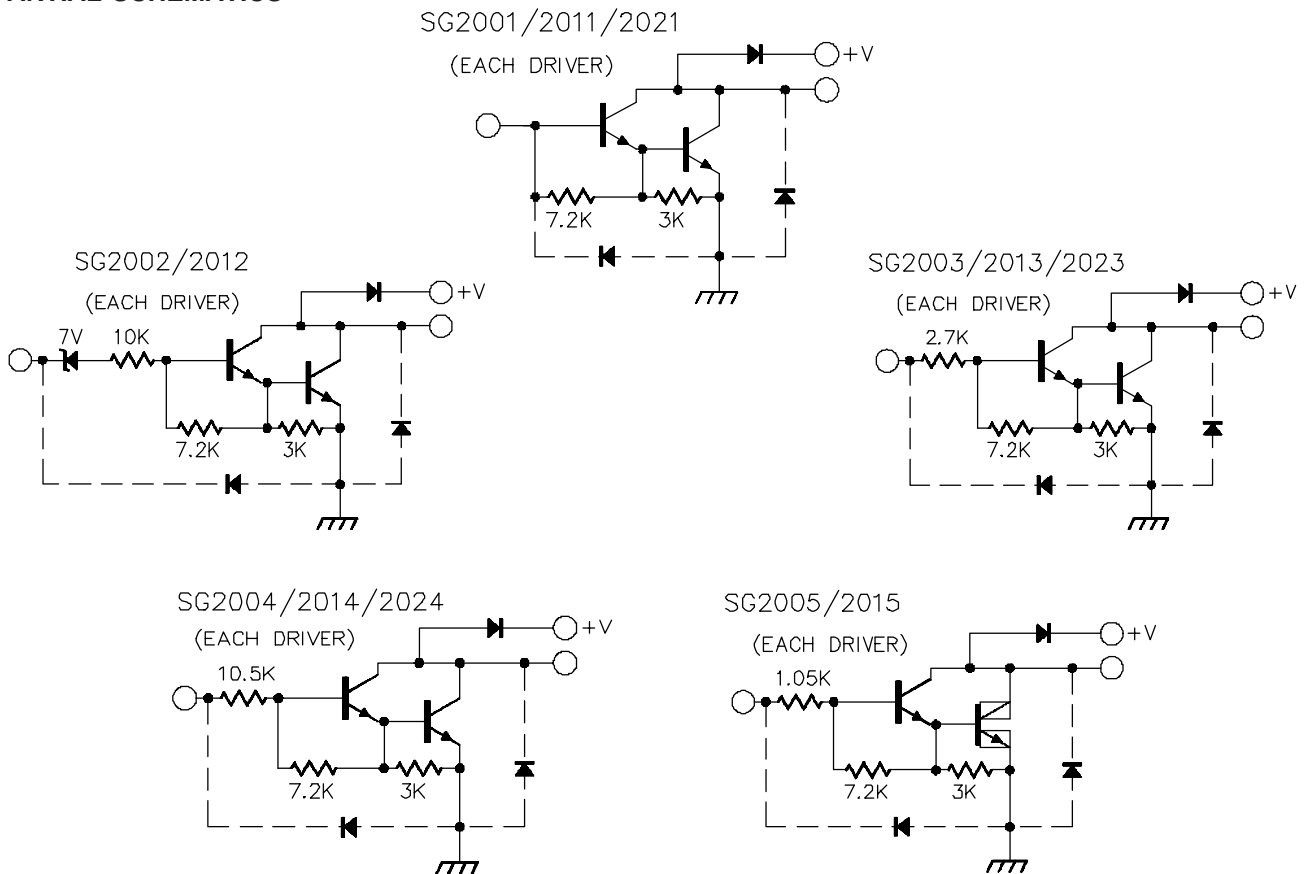 SG2001/2011/2021
(EACH DRIVER)
+V
7.2K
3K
SG2002/2012
(EACH DRIVER)
+V
7V
10K
7.2K
3K
SG2003/2013/2023
(EACH DRIVER)
+V
2.7K
7.2K
3K
SG2004/2014/2024
(EACH DRIVER)
+V
10.5K
7.2K
3K
SG2005/2015
(EACH DRIVER)
+V
1.05K
7.2K
3K